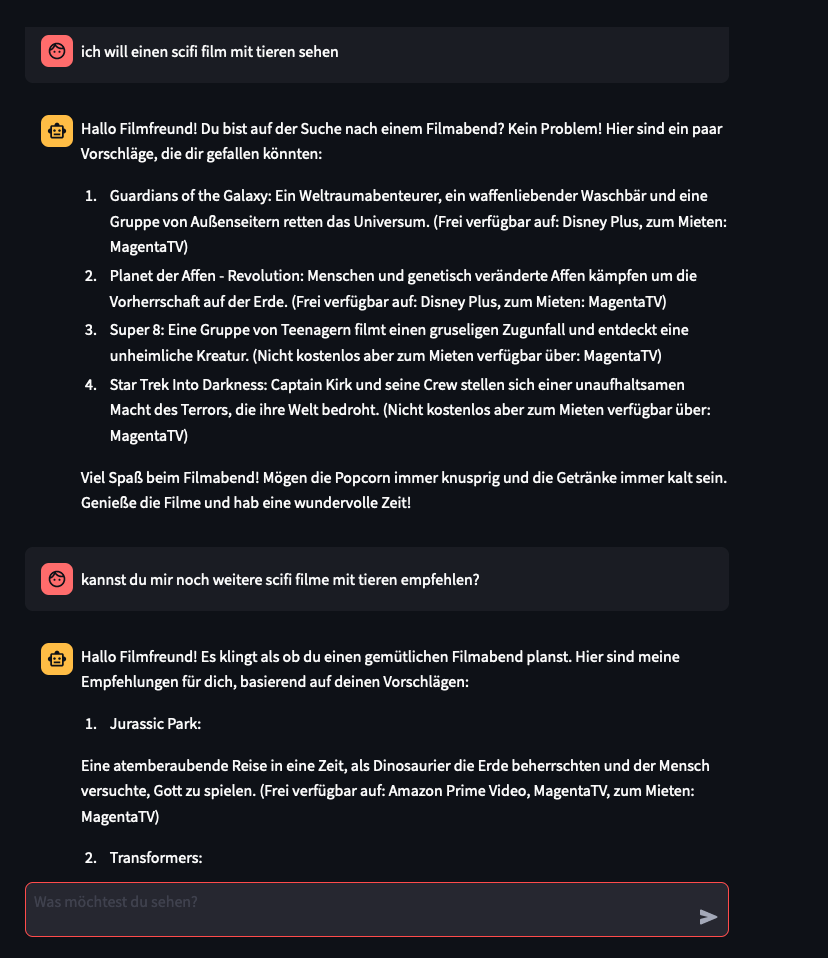 ich will einen scifi film mit tieren sehen
Hallo Filmfreund! Du bist auf der Suche nach einem Filmabend? Kein Problem! Hier sind ein paar
Vorschläge, die dir gefallen könnten:
1. Guardians of the Galaxy: Ein Weltraumabenteurer, ein waffenliebender Waschbär und eine
Gruppe von Außenseitern retten das Universum. (Frei verfügbar auf: Disney Plus, zum Mieten:
MagentaTV)
2. Planet der Affen - Revolution: Menschen und genetisch veränderte Affen kämpfen um die
Vorherrschaft auf der Erde. (Frei verfügbar auf: Disney Plus, zum Mieten: MagentaTV)
3. Super 8: Eine Gruppe von Teenagern filmt einen gruseligen Zugunfall und entdeckt eine
unheimliche Kreatur. (Nicht kostenlos aber zum Mieten verfügbar über: MagentaTV)
4. Star Trek Into Darkness: Captain Kirk und seine Crew stellen sich einer unaufhaltsamen
Macht des Terrors, die ihre Welt bedroht. (Nicht kostenlos aber zum Mieten verfügbar über:
MagentaTV)
Viel Spaß beim Filmabend! Mögen die Popcorn immer knusprig und die Getränke immer kalt sein.
Genieße die Filme und hab eine wundervolle Zeit!
kannst du mir noch weitere scifi filme mit tieren empfehlen?
Hallo Filmfreund! Es klingt als ob du einen gemütlichen Filmabend planst. Hier sind meine
Empfehlungen für dich, basierend auf deinen Vorschlägen:
1. Jurassic Park:
Eine atemberaubende Reise in eine Zeit, als Dinosaurier die Erde beherrschten und der Mensch
versuchte, Gott zu spielen. (Frei verfügbar auf: Amazon Prime Video, MagentaTV, zum Mieten:
MagentaTV)
2. Transformers:
Was möchtest du sehen?